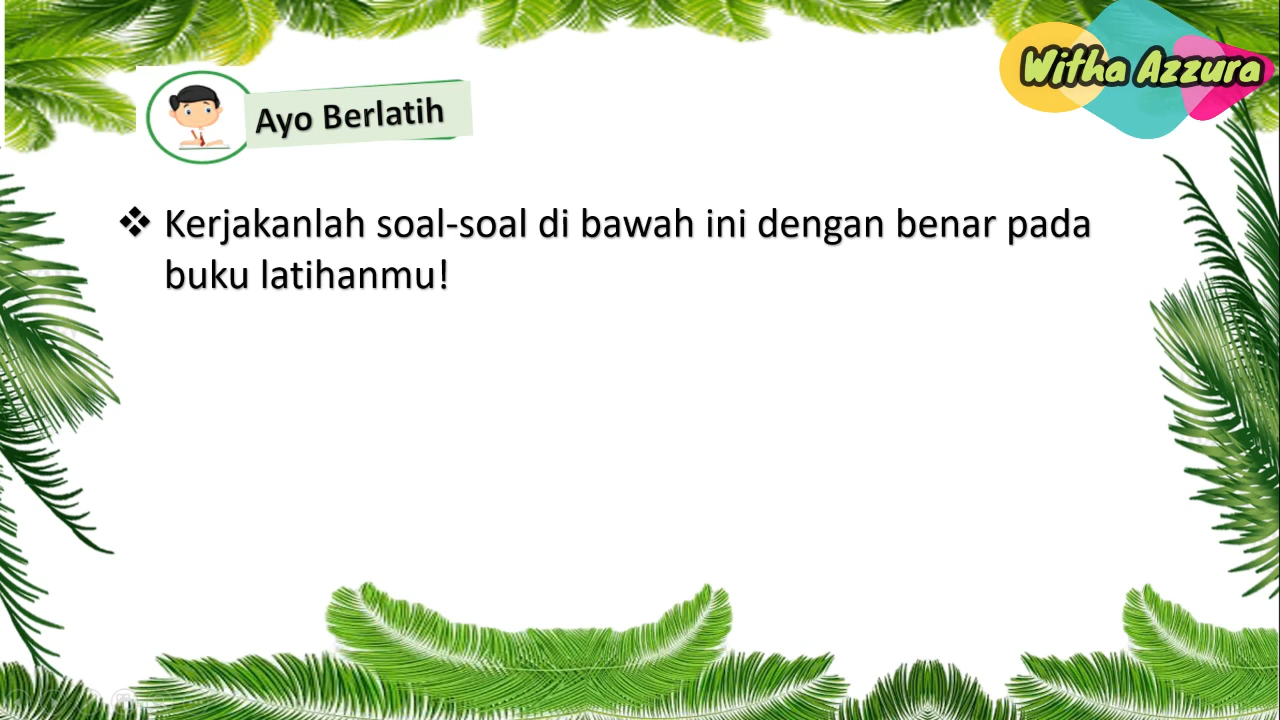 Witha Azzura
Ayo Berlatih
❖ Kerjakanlah soal-soal di bawah ini dengan benar pada
buku latihanmu!